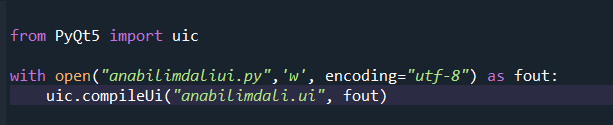 from PyQt5 import uic
with open("anabilimdaliui.py",'w', encoding="utf-8") as fout:
    uic.compileUi("anabilimdali.ui", fout)